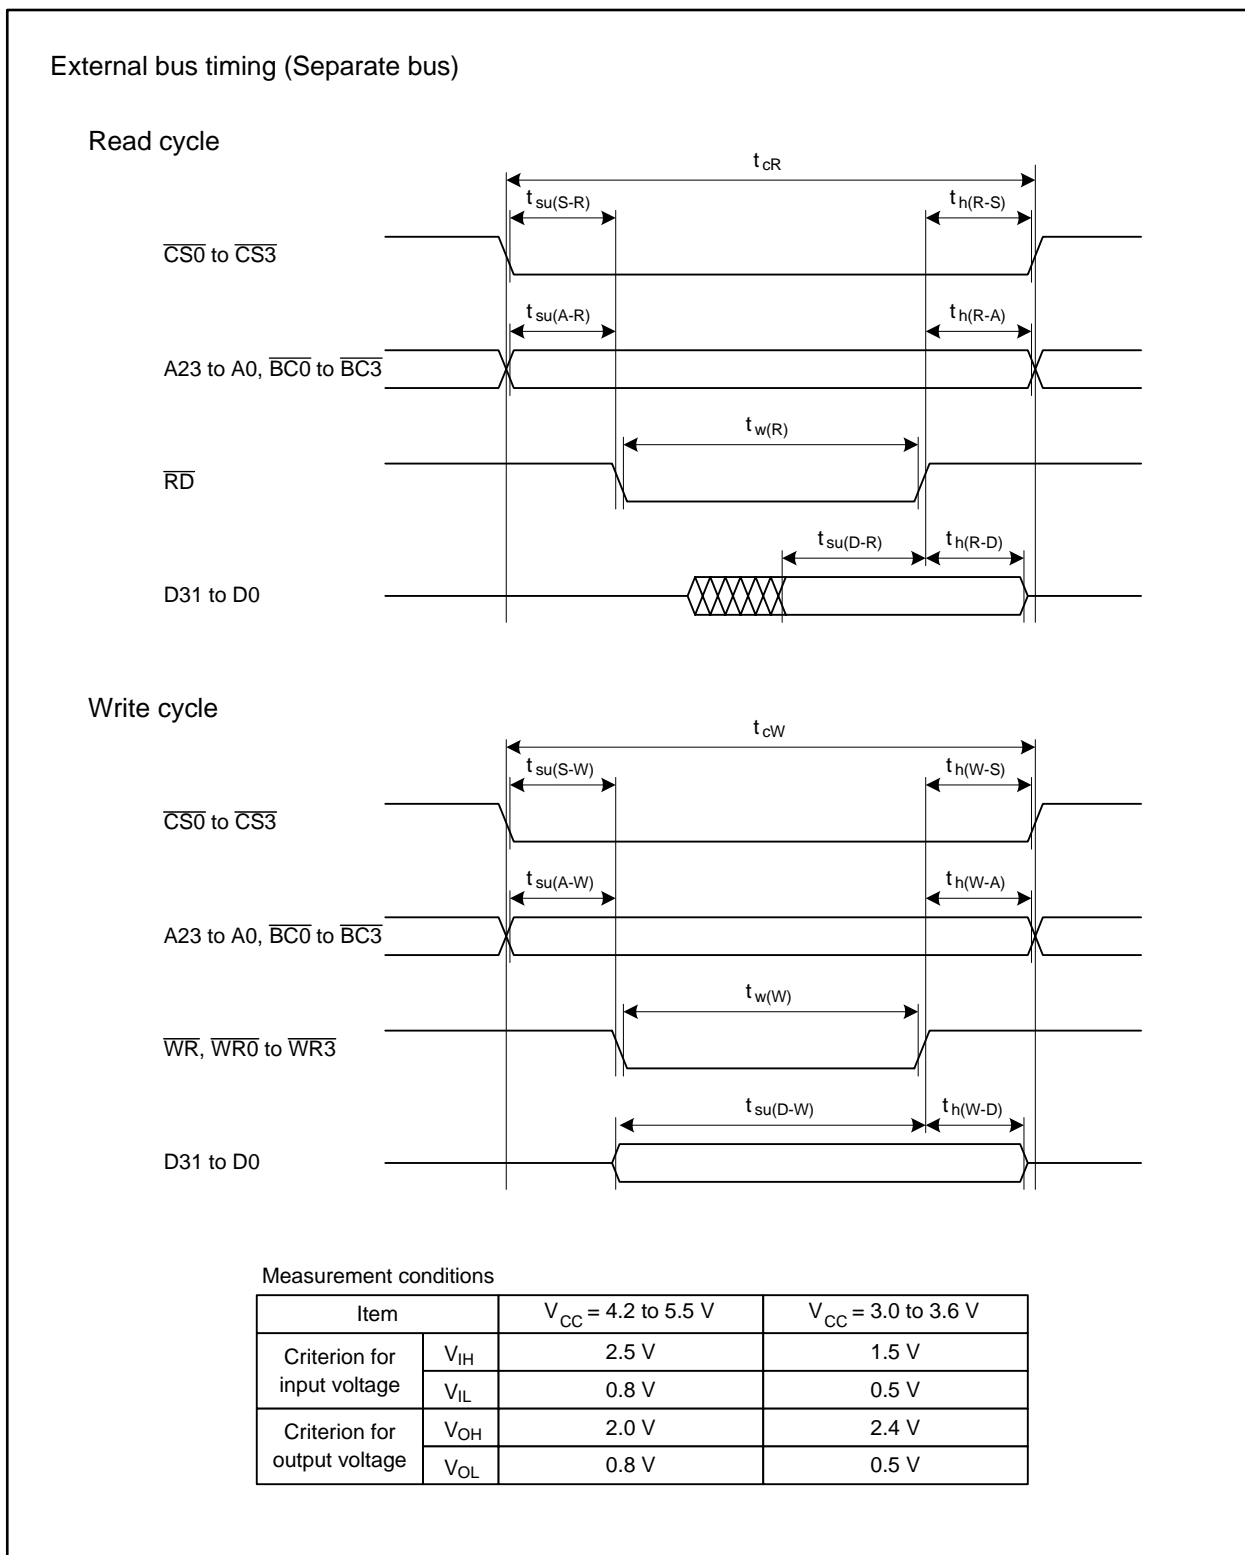 External bus timing (Separate bus)
Read cycle
tcR
tsu(S-R) th(R-S)
CS0 to CS3
tsu(A-R) th(R-A)
A23 to A0, BC0 to BC3
tw(R)
RD
tsu(D-R) th(R-D)
D31 to D0
Write cycle
tcW
tsu(S-W) th(W-S)
CS0 to CS3
tsu(A-W) th(W-A)
A23 to A0, BC0 to BC3
tw(W)
WR, WR0 to WR3
tsu(D-W) th(W-D)
D31 to D0
Measurement conditions
Item VCC = 4.2 to 5.5 V VCC = 3.0 to 3.6 V
Criterion for input voltage VIH 2.5 V 1.5 V
VIL 0.8 V 0.5 V
Criterion for output voltage VOH 2.0 V 2.4 V
VOL 0.8 V 0.5 V